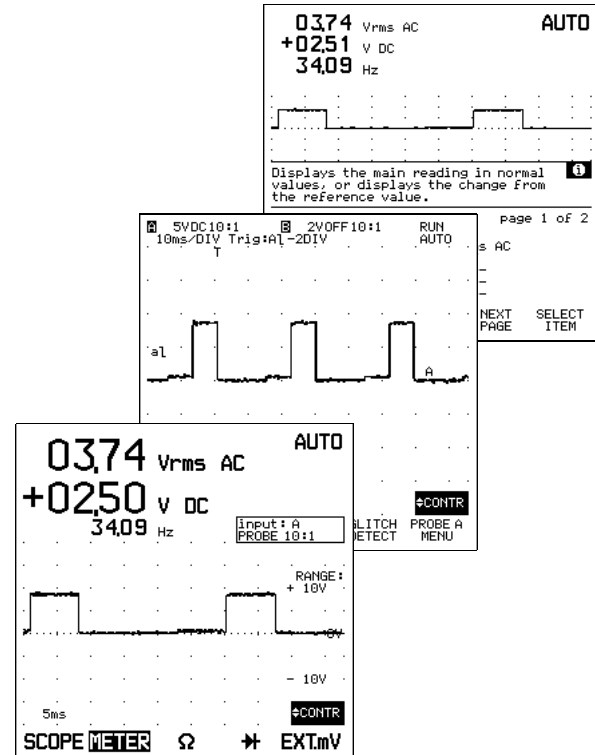 03.74 Vrms AC AUTO
+02.51 V DC
34.09 Hz
Displays the main reading in normal
values, or displays the change from
the reference value.
page 1 of 2
s AC
NEXT SELECT
PAGE ITEM
A 5VDC10:1 B 2VOFF10:1 RUN
10ms/DIV Trig:A↑-2DIV AUTO
T
a↑
A
CONTR
LITCH PROBE A
ETECT MENU
03.74 Vrms AC AUTO
+02.50 V DC
34.09 Hz
input: A
PROBE 10:1
RANGE:
+ 10V
0V
- 10V
5ms
CONTR
SCOPE METER Ω EXT.mV